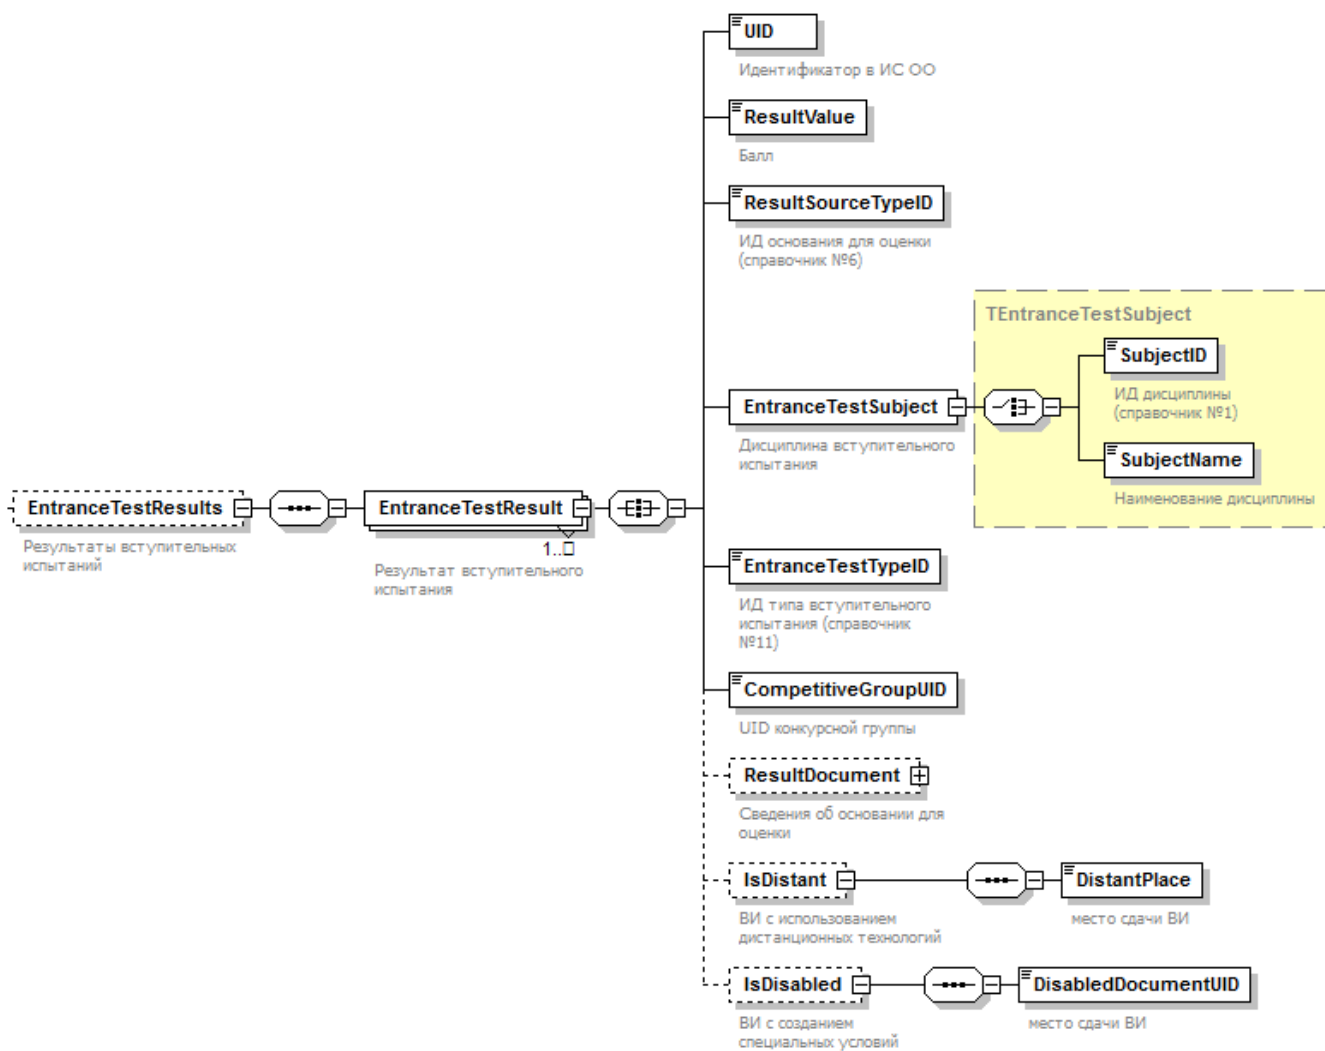 UID
Идентификатор в ИС ОО
ResultValue
Балл
ResultSourceTypeID
ИД основания для оценки
(справочник №6)
TEntranceTestSubject
SubjectID
ИД дисциплины
(справочник №1)
EntranceTestSubject
Дисциплина вступительного
испытания
SubjectName
Наименование дисциплины
EntranceTestResults
Результаты вступительных
испытаний
EntranceTestResult
1..□
Результат вступительного
испытания
EntranceTestTypeID
ИД типа вступительного
испытания (справочник
№11)
CompetitiveGroupUID
UID конкурсной группы
ResultDocument
Сведения об основании для
оценки
IsDistant
ВИ с использованием
дистанционных технологий
DistantPlace
место сдачи ВИ
IsDisabled
ВИ с созданием
специальных условий
DisabledDocumentUID
место сдачи ВИ